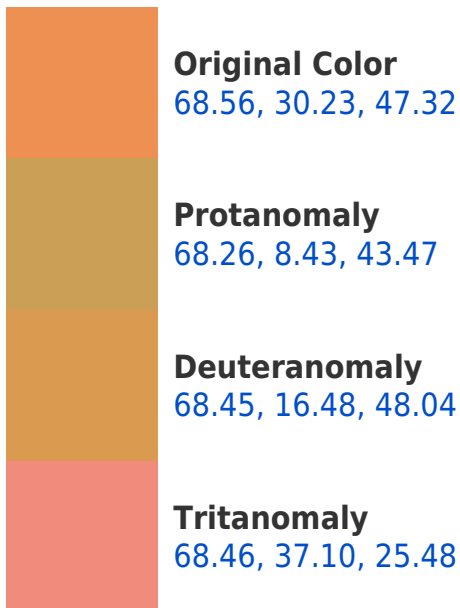 Original Color
68.56, 30.23, 47.32
Protanomaly
68.26, 8.43, 43.47
Deuteranomaly
68.45, 16.48, 48.04
Tritanomaly
68.46, 37.10, 25.48